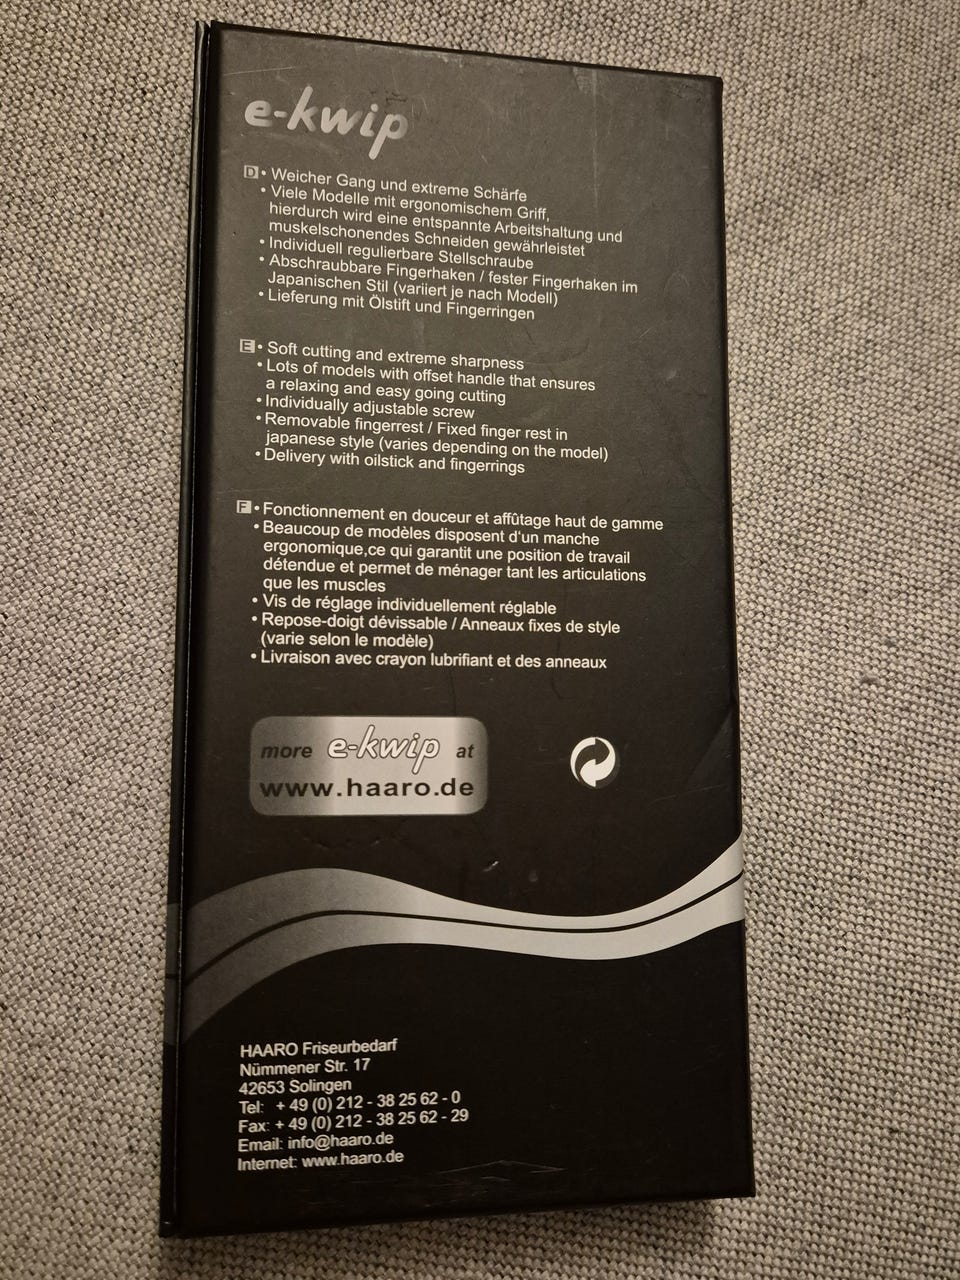 e-kwip
D • Weicher Gang und extreme Schärfe
• Viele Modelle mit ergonomischem Griff,
hierdurch wird eine entspannte Arbeitshaltung und
muskelschonendes Schneiden gewährleistet
• Individuell regulierbare Stellschraube
• Abschraubbare Fingerhaken / fester Fingerhaken im
Japanischen Stil (variiert je nach Modell)
• Lieferung mit Ölstift und Fingerringen
E • Soft cutting and extreme sharpness
• Lots of models with offset handle that ensures
a relaxing and easy going cutting
• Individually adjustable screw
• Removable fingerrest / Fixed finger rest in
japanese style (varies depending on the model)
• Delivery with oilstick and fingerrings
F • Fonctionnement en douceur et affûtage haut de gamme
• Beaucoup de modèles disposent d'un manche
ergonomique,ce qui garantit une position de travail
détendue et permet de ménager tant les articulations
que les muscles
• Vis de réglage individuellement réglable
• Repose-doigt dévissable / Anneaux fixes de style
(varie selon le modèle)
• Livraison avec crayon lubrifiant et des anneaux
more e-kwip at
www.haaro.de
HAARO Friseurbedarf
Nümmener Str. 17
42653 Solingen
Tel: + 49 (0) 212 - 38 25 62 - 0
Fax: + 49 (0) 212 - 38 25 62 - 29
Email: info@haaro.de
Internet: www.haaro.de